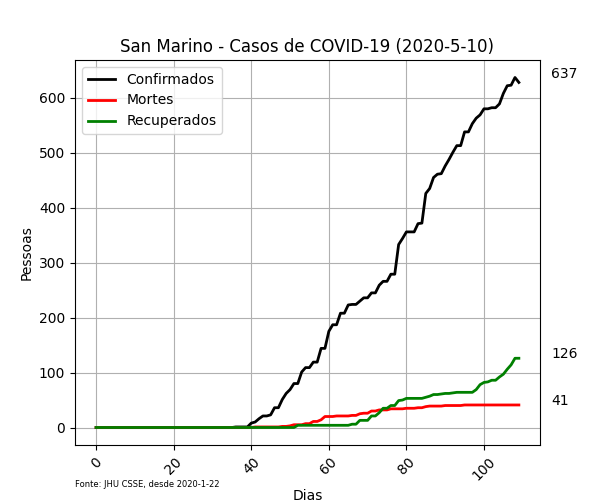 San Marino - Casos de COVID-19 (2020-5-10)
Confirmados
Mortes
Recuperados
637
126
41
600
500
400
300
200
100
0
Pessoas
0
20
40
60
80
100
Fonte: JHU CSSE, desde 2020-1-22
Dias